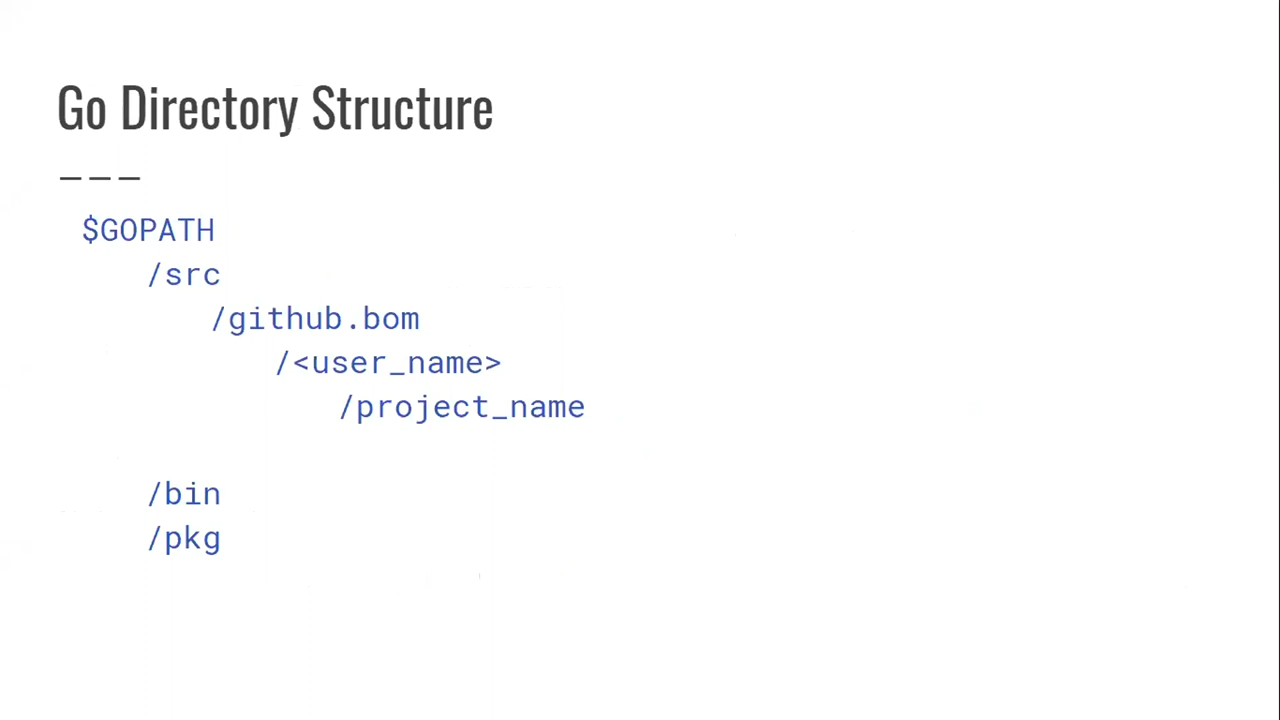 Go Directory Structure
$GOPATH
/src
/github.bom
/<user_name>
/project_name
/bin
/pkg